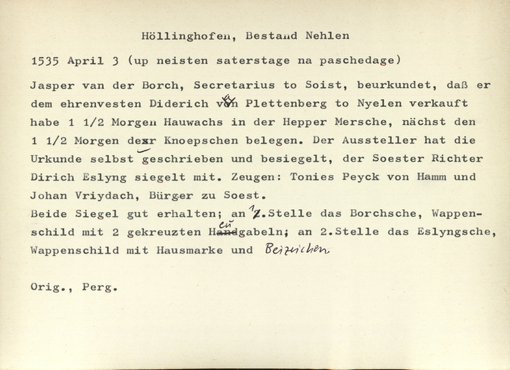 Höllinghofen, Bestand Nehlen
1535 April 3 (up neisten saterstage na paschedage)
Jasper van der Borch, Secretarius to Soist, beurkundet, daß er
dem ehrenvesten Diderich van Plettenberg to Nyelen verkauft
habe 1 1/2 Morgen Hauwachs in der Hepper Mersche, nächst den
1 1/2 Morgen der Knoepschen belegen. Der Aussteller hat die
Urkunde selbst geschrieben und besiegelt, der Soester Richter
Dirich Eslyng siegelt mit. Zeugen: Tonies Peyck von Hamm und
Johan Vriydach, Bürger zu Soest.
Beide Siegel gut erhalten; an 1.Stelle das Borchsche, Wappen-
schild mit 2 gekreuzten Heugabeln; an 2.Stelle das Eslyngsche,
Wappenschild mit Hausmarke und Beizeichen
Orig., Perg.